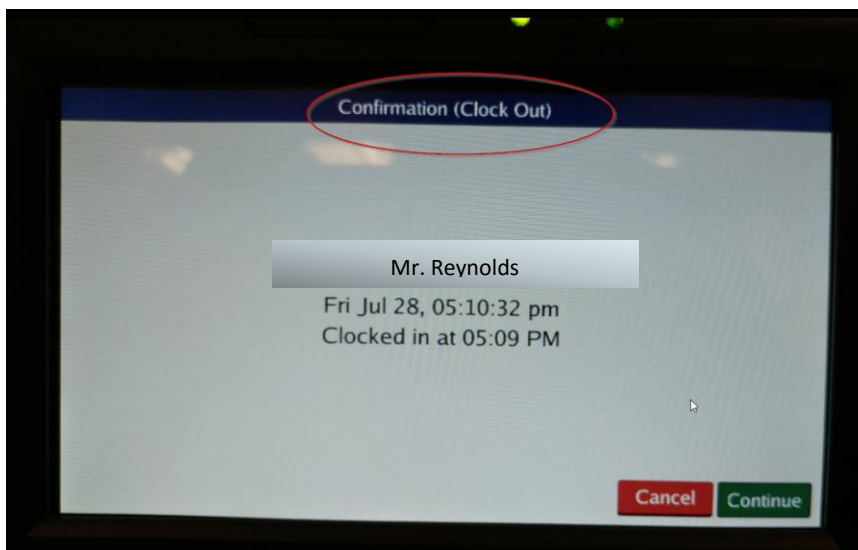 Confirmation (Clock Out)
Mr. Reynolds
Fri Jul 28, 05:10:32 pm
Clocked in at 05:09 PM
Cancel Continue